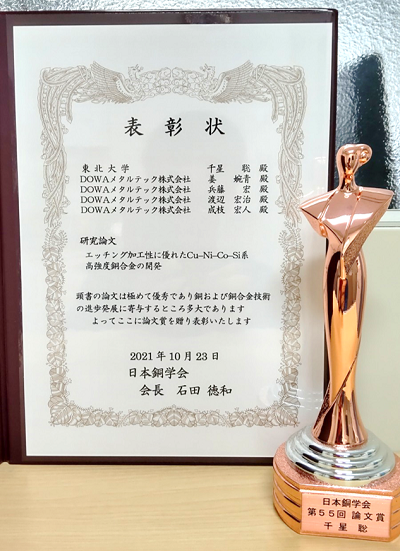 表彰状
東北大学 千星 聡 殿
DOWAメタルテック株式会社 姜 婉青 殿
DOWAメタルテック株式会社 兵藤 宏 殿
DOWAメタルテック株式会社 渡辺 宏治 殿
DOWAメタルテック株式会社 成枝 宏人 殿
研究論文
エッチング加工性に優れたCu–Ni–Co–Si系
高強度銅合金の開発
頭書の論文は極めて優秀であり銅および銅合金技術
の進歩発展に寄与するところ多大であります
よってここに論文賞を贈り表彰いたします
2021年10月23日
日本銅学会
会長 石田 徳和
日本銅学会
第55回 論文賞
千星 聡